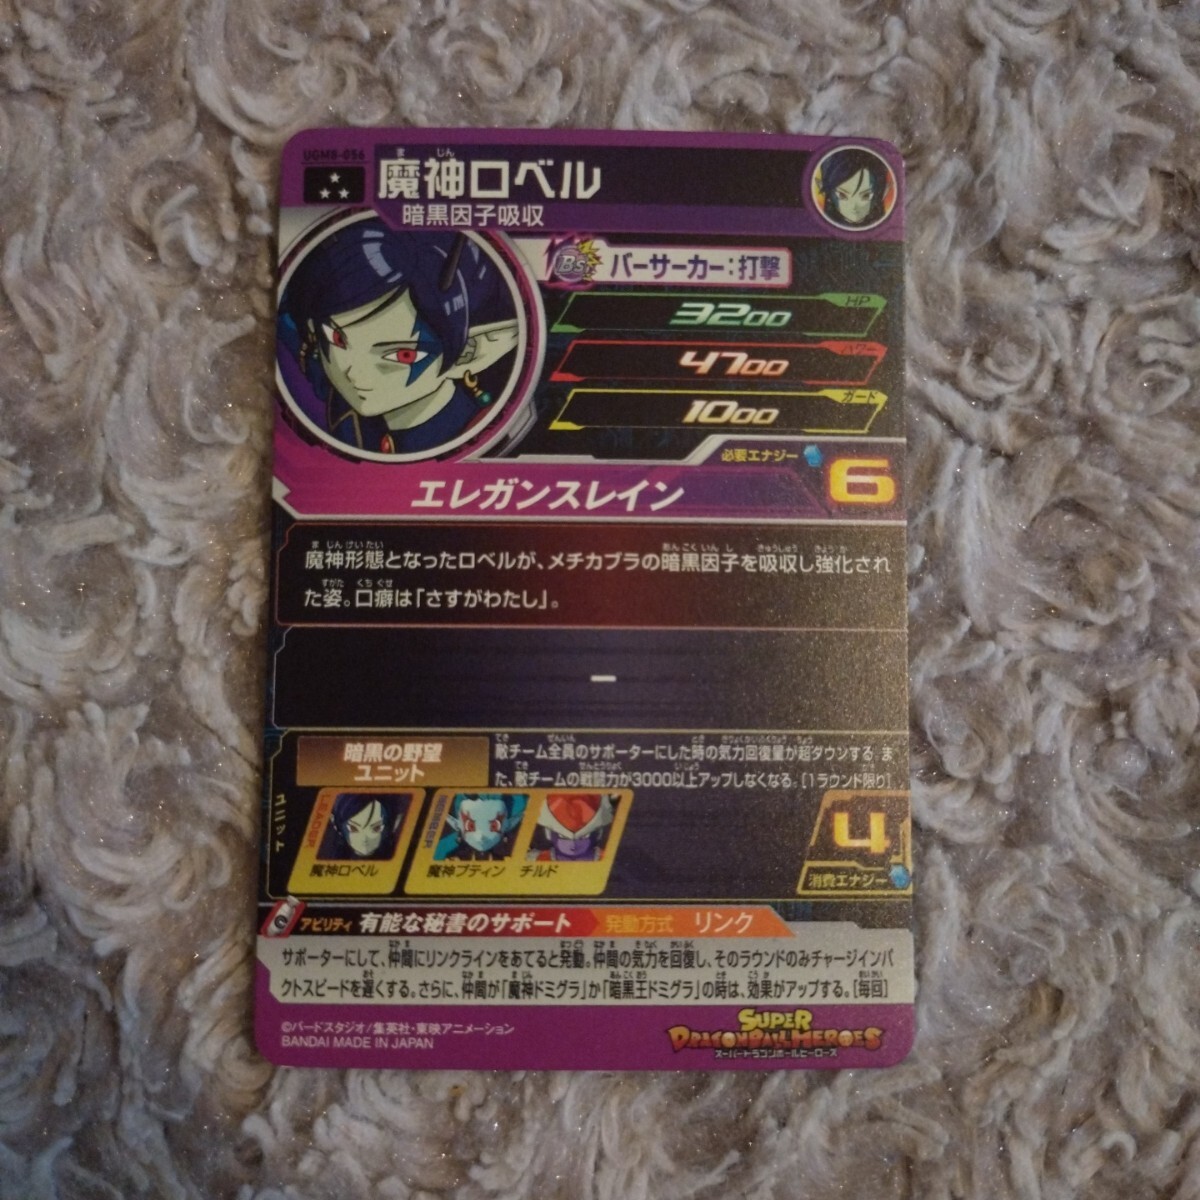 UGM8-056
魔神ロベル
暗黒因子吸収
Bs バーサーカー:打撃
HP
3200
パワー
4700
ガード
1000
必要エナジー 6
エレガンスレイン
魔神形態となったロベルが、メチカブラの暗黒因子を吸収し強化され
た姿。口癖は「さすがわたし」。
ー
暗黒の野望
ユニット
敵チーム全員のサポーターにした時の気力回復量が超ダウンする。ま
た、敵チームの戦闘力が3000以上アップしなくなる。[1ラウンド限り]
ユニット
魔神ロベル
魔神プティン
チルド
4
消費エナジー
アビリティ 有能な秘書のサポート 発動方式 リンク
サポーターにして、仲間にリンクラインをあてると発動。仲間の気力を回復し、そのラウンドのみチャージインパ
クトスピードを遅くする。さらに、仲間が「魔神ドミグラ」か「暗黒王ドミグラ」の時は、効果がアップする。[毎回]
©バードスタジオ/集英社・東映アニメーション
BANDAI MADE IN JAPAN
SUPER
DRAGONBALL HEROES
スーパードラゴンボールヒーローズ